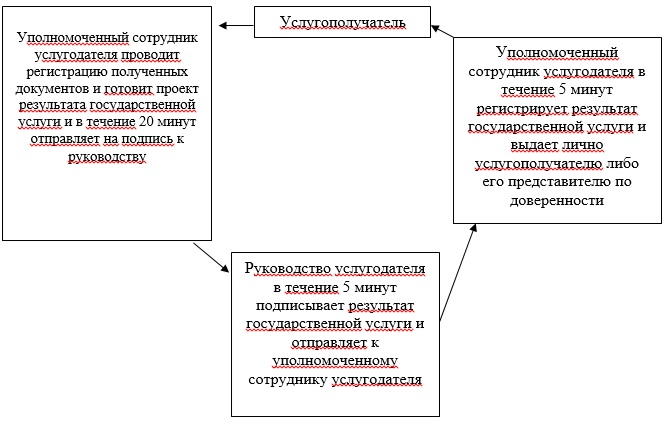 Услугополучатель
Уполномоченный сотрудник
услугодателя проводит
регистрацию полученных
документов и готовит проект
результата государственной
услуги и в течение 20 минут
отправляет на подпись к
руководству
Руководство услугодателя
в течение 5 минут
подписывает результат
государственной услуги и
отправляет к
уполномоченному
сотруднику услугодателя
Уполномоченный
сотрудник услугодателя в
течение 5 минут
регистрирует результат
государственной услуги и
выдает лично
услугополучателю либо
его представителю по
доверенности